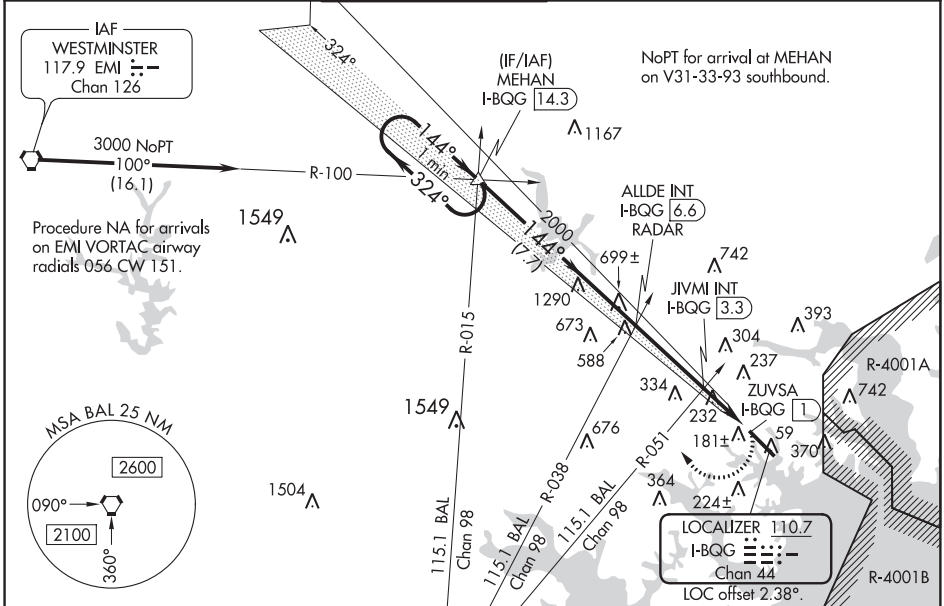 IAF
WESTMINSTER
117.9 EMI
Chan 126
3000 NoPT
100°
(16.1)
R-100
Procedure NA for arrivals
on EMI VORTAC airway
radials 056 CW 151.
324°
(IF/IAF)
MEHAN
I-BQG 14.3
NoPT for arrival at MEHAN
on V31-33-93 southbound.
1167
144°
1 min
324°
1549
2000
144°
(7.7)
ALLDE INT
I-BQG 6.6
RADAR
699±
742
JIVMI INT
I-BQG 3.3
1290
673
588
304
393
237
R-4001A
334
232
ZUVSA
I-BQG 1
742
181±
59
370
R-015
1549
676
R-038
R-051
364
224±
1504
MSA BAL 25 NM
2600
090°
2100
360°
115.1 BAL
Chan 98
115.1 BAL
Chan 98
115.1 BAL
Chan 98
LOCALIZER 110.7
I-BQG
Chan 44
LOC offset 2.38°.
R-4001B